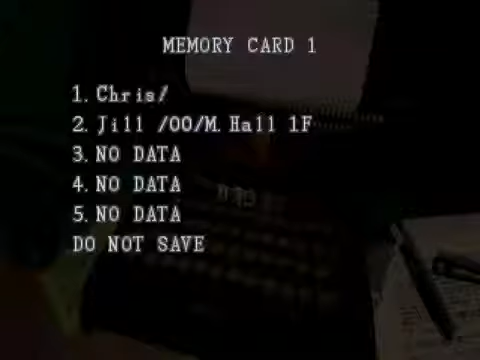 MEMORY CARD 1
1. Chris/
2. Jill /00/M. Hall 1F
3. NO DATA
4. NO DATA
5. NO DATA
DO NOT SAVE